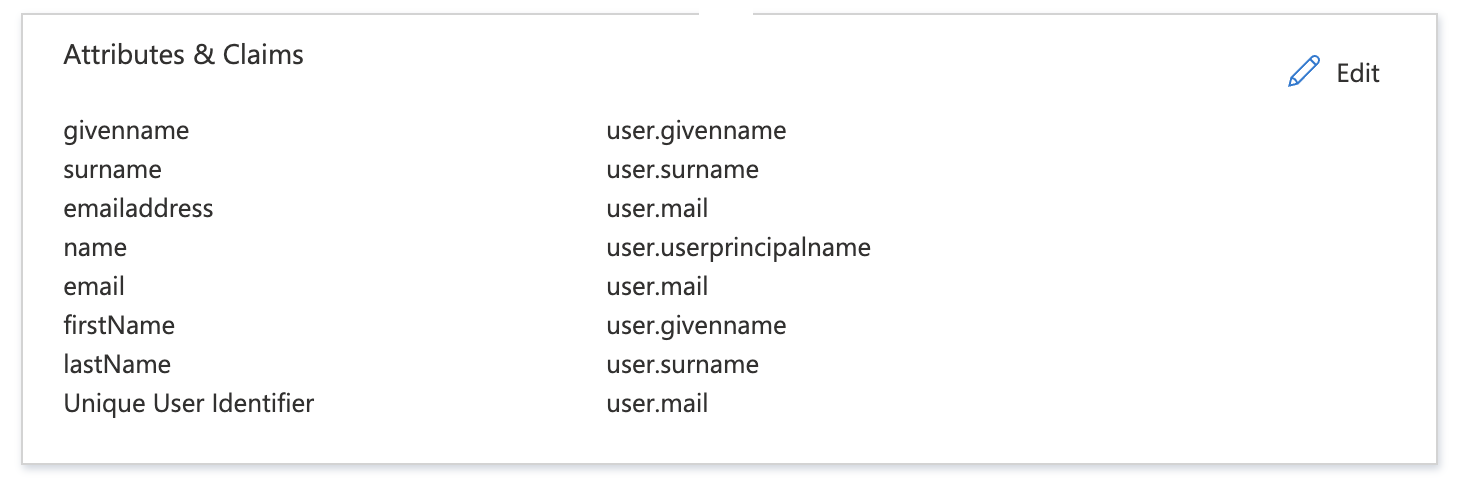 Attributes & Claims
Edit
givenname user.givenname
surname user.surname
emailaddress user.mail
name user.userprincipalname
email user.mail
firstName user.givenname
lastName user.surname
Unique User Identifier user.mail